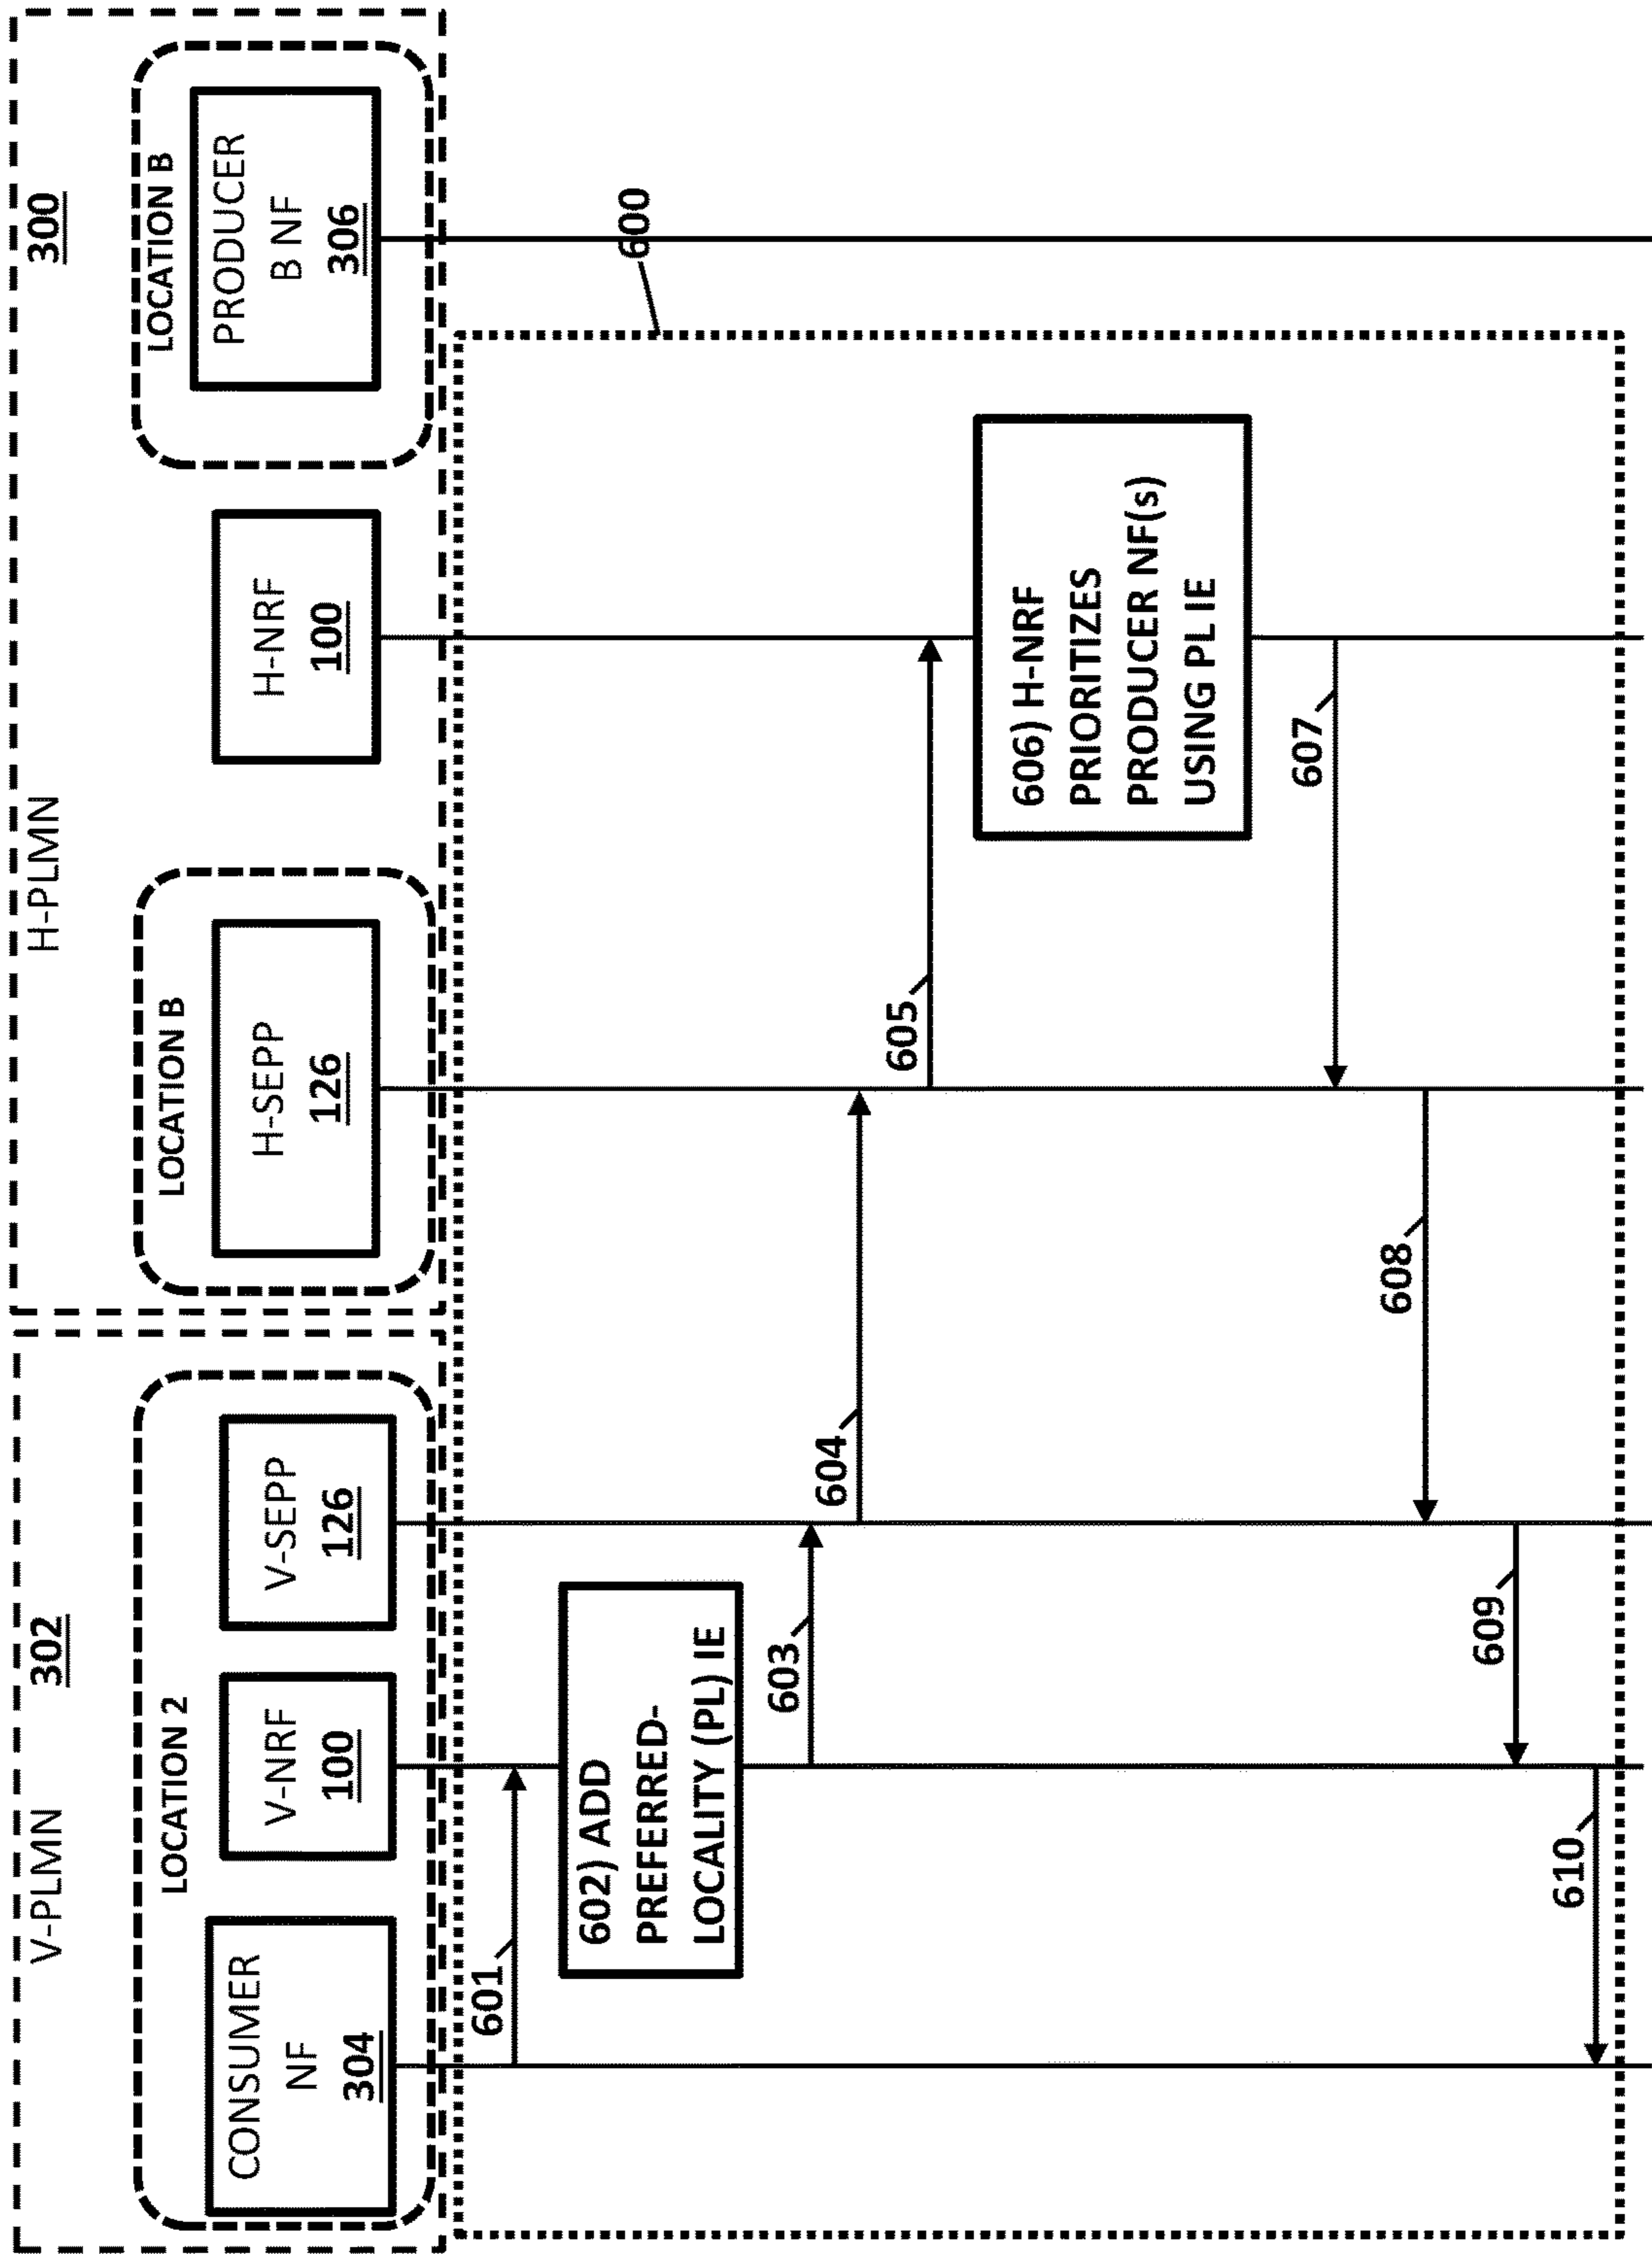 V-PLMN
302
H-PLMN
300
LOCATION 2
CONSUMER
NF
304
V-NRF
100
V-SEPP
126
LOCATION B
H-SEPP
126
H-NRF
100
LOCATION B
PRODUCER
B NF
306
600
601
602) ADD
PREFERRED-
LOCALITY (PL) IE
603
604
605
606) H-NRF
PRIORITIZES
PRODUCER NF(s)
USING PL IE
607
608
609
610